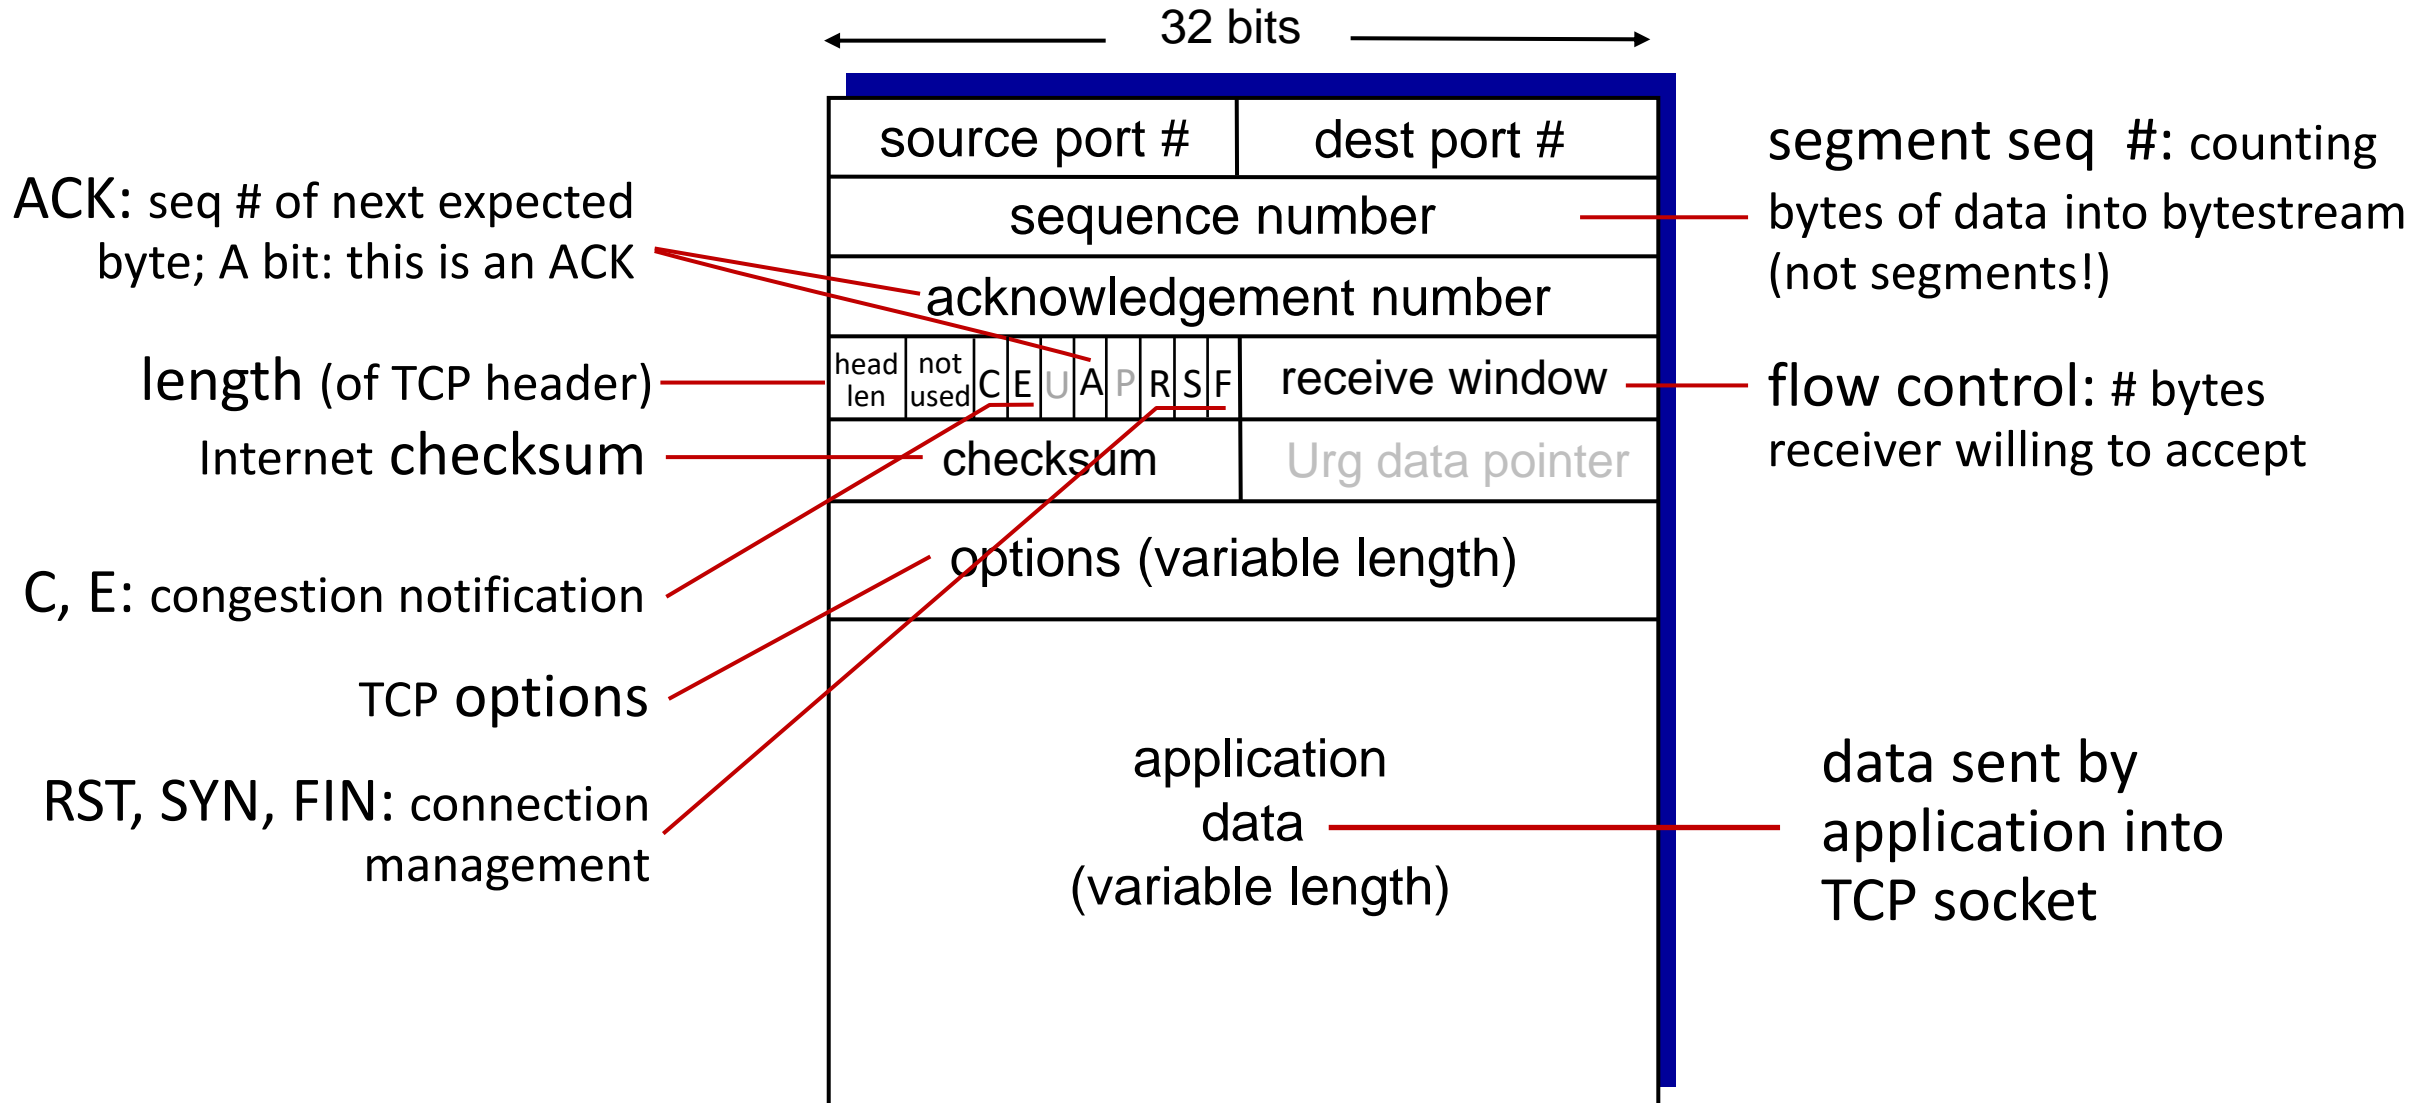 32 bits
source port #
dest port #
segment seq  #: counting
bytes of data into bytestream
(not segments!)
ACK: seq # of next expected
byte; A bit: this is an ACK
sequence number
acknowledgement number
length (of TCP header)
head
len
not
used
C
E
U
A
P
R
S
F
receive window
flow control: # bytes
receiver willing to accept
Internet checksum
checksum
Urg data pointer
options (variable length)
C, E: congestion notification
TCP options
RST, SYN, FIN: connection
management
application
data
(variable length)
data sent by
application into
TCP socket